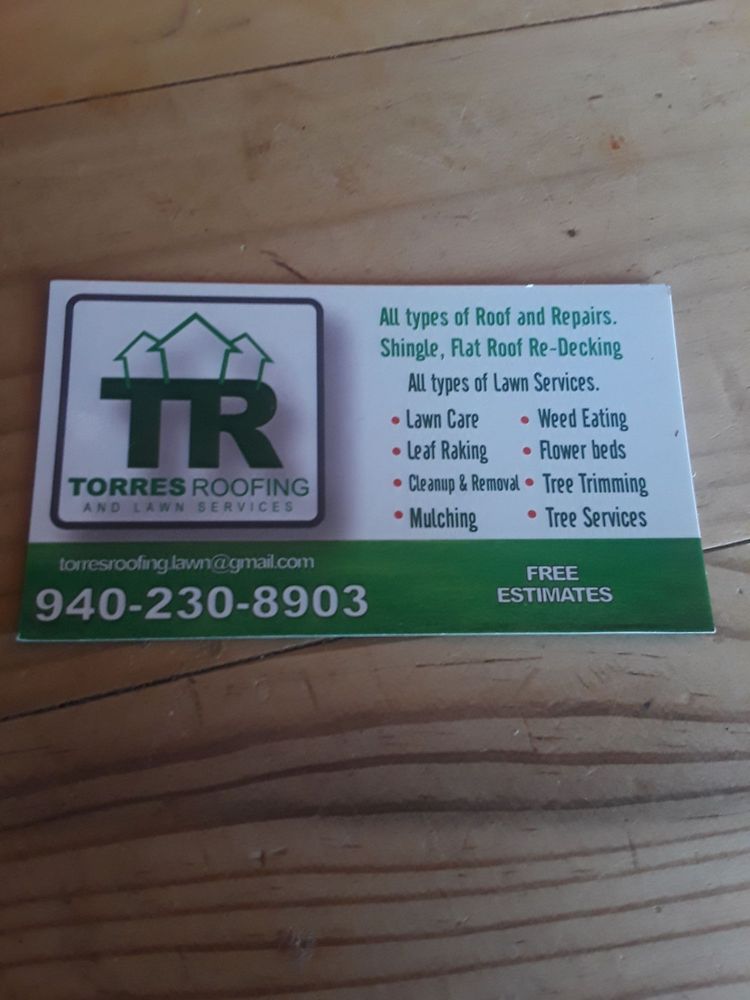 TR
TORRES ROOFING
AND LAWN SERVICES
All types of Roof and Repairs.
Shingle, Flat Roof Re-Decking
All types of Lawn Services.
• Lawn Care • Weed Eating
• Leaf Raking • Flower beds
• Cleanup & Removal • Tree Trimming
• Mulching • Tree Services
torresroofing.lawn@gmail.com
940-230-8903
FREE
ESTIMATES